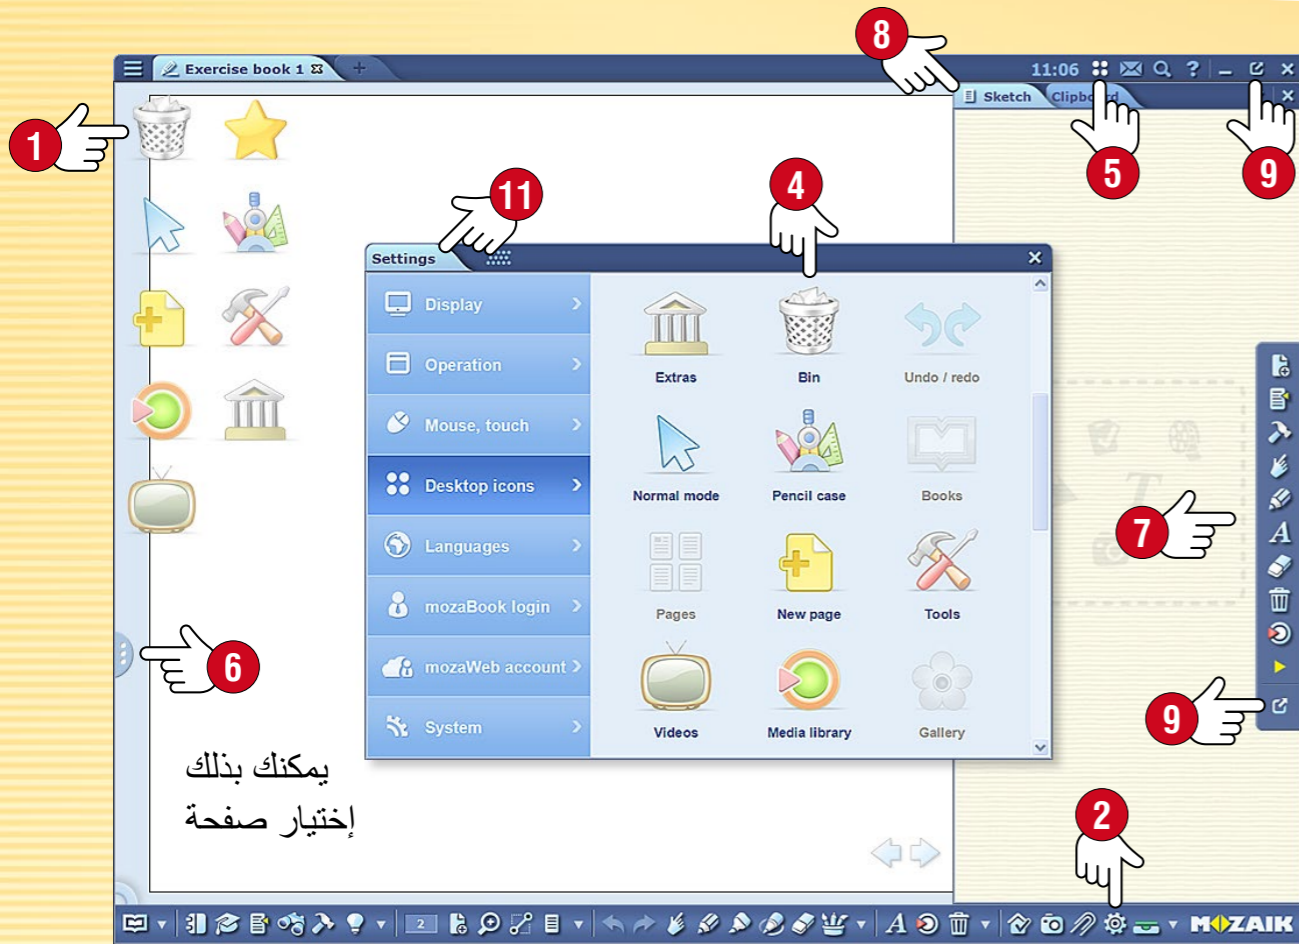 8
Exercise book 1
11:06
?
Sketch
Clipboard
1
5
9
11
4
Settings
Display
Operation
Mouse, touch
Desktop icons
Languages
mozaBook login
mozaWeb account
System
Extras
Bin
Undo / redo
Normal mode
Pencil case
Books
Pages
New page
Tools
Videos
Media library
Gallery
T
7
A
6
9
يمكنك بذلك
إختيار صفحة
2
2
A
MOZAIK